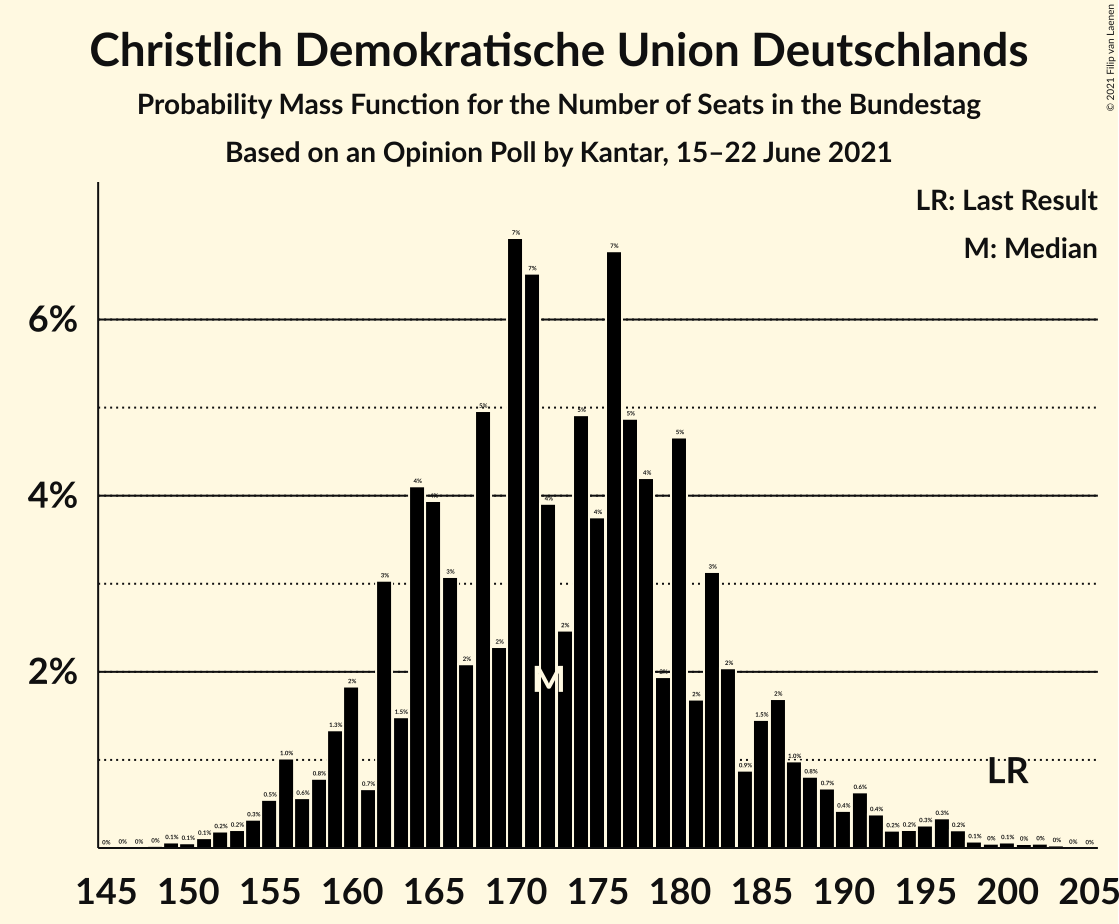 Christlich Demokratische Union Deutschlands
Probability Mass Function for the Number of Seats in the Bundestag
Based on an Opinion Poll by Kantar, 15–22 June 2021
© 2021 Filip van Laenen
LR: Last Result
M: Median
6%
4%
2%
0% 0% 0% 0% 0.1% 0.1% 0.1% 0.2% 0.2% 0.3% 0.5% 1.0% 0.6% 0.8% 1.3% 2% 0.7% 3% 1.5% 4% 4% 3% 2% 5% 2% 7% 7% 4% 2% 5% 4% 7% 5% 4% 2% 5% 2% 3% 2% 0.9% 1.5% 2% 1.0% 0.8% 0.7% 0.4% 0.6% 0.4% 0.2% 0.2% 0.3% 0.3% 0.2% 0.1% 0% 0.1% 0% 0% 0% 0% 0%
M
LR
145 150 155 160 165 170 175 180 185 190 195 200 205